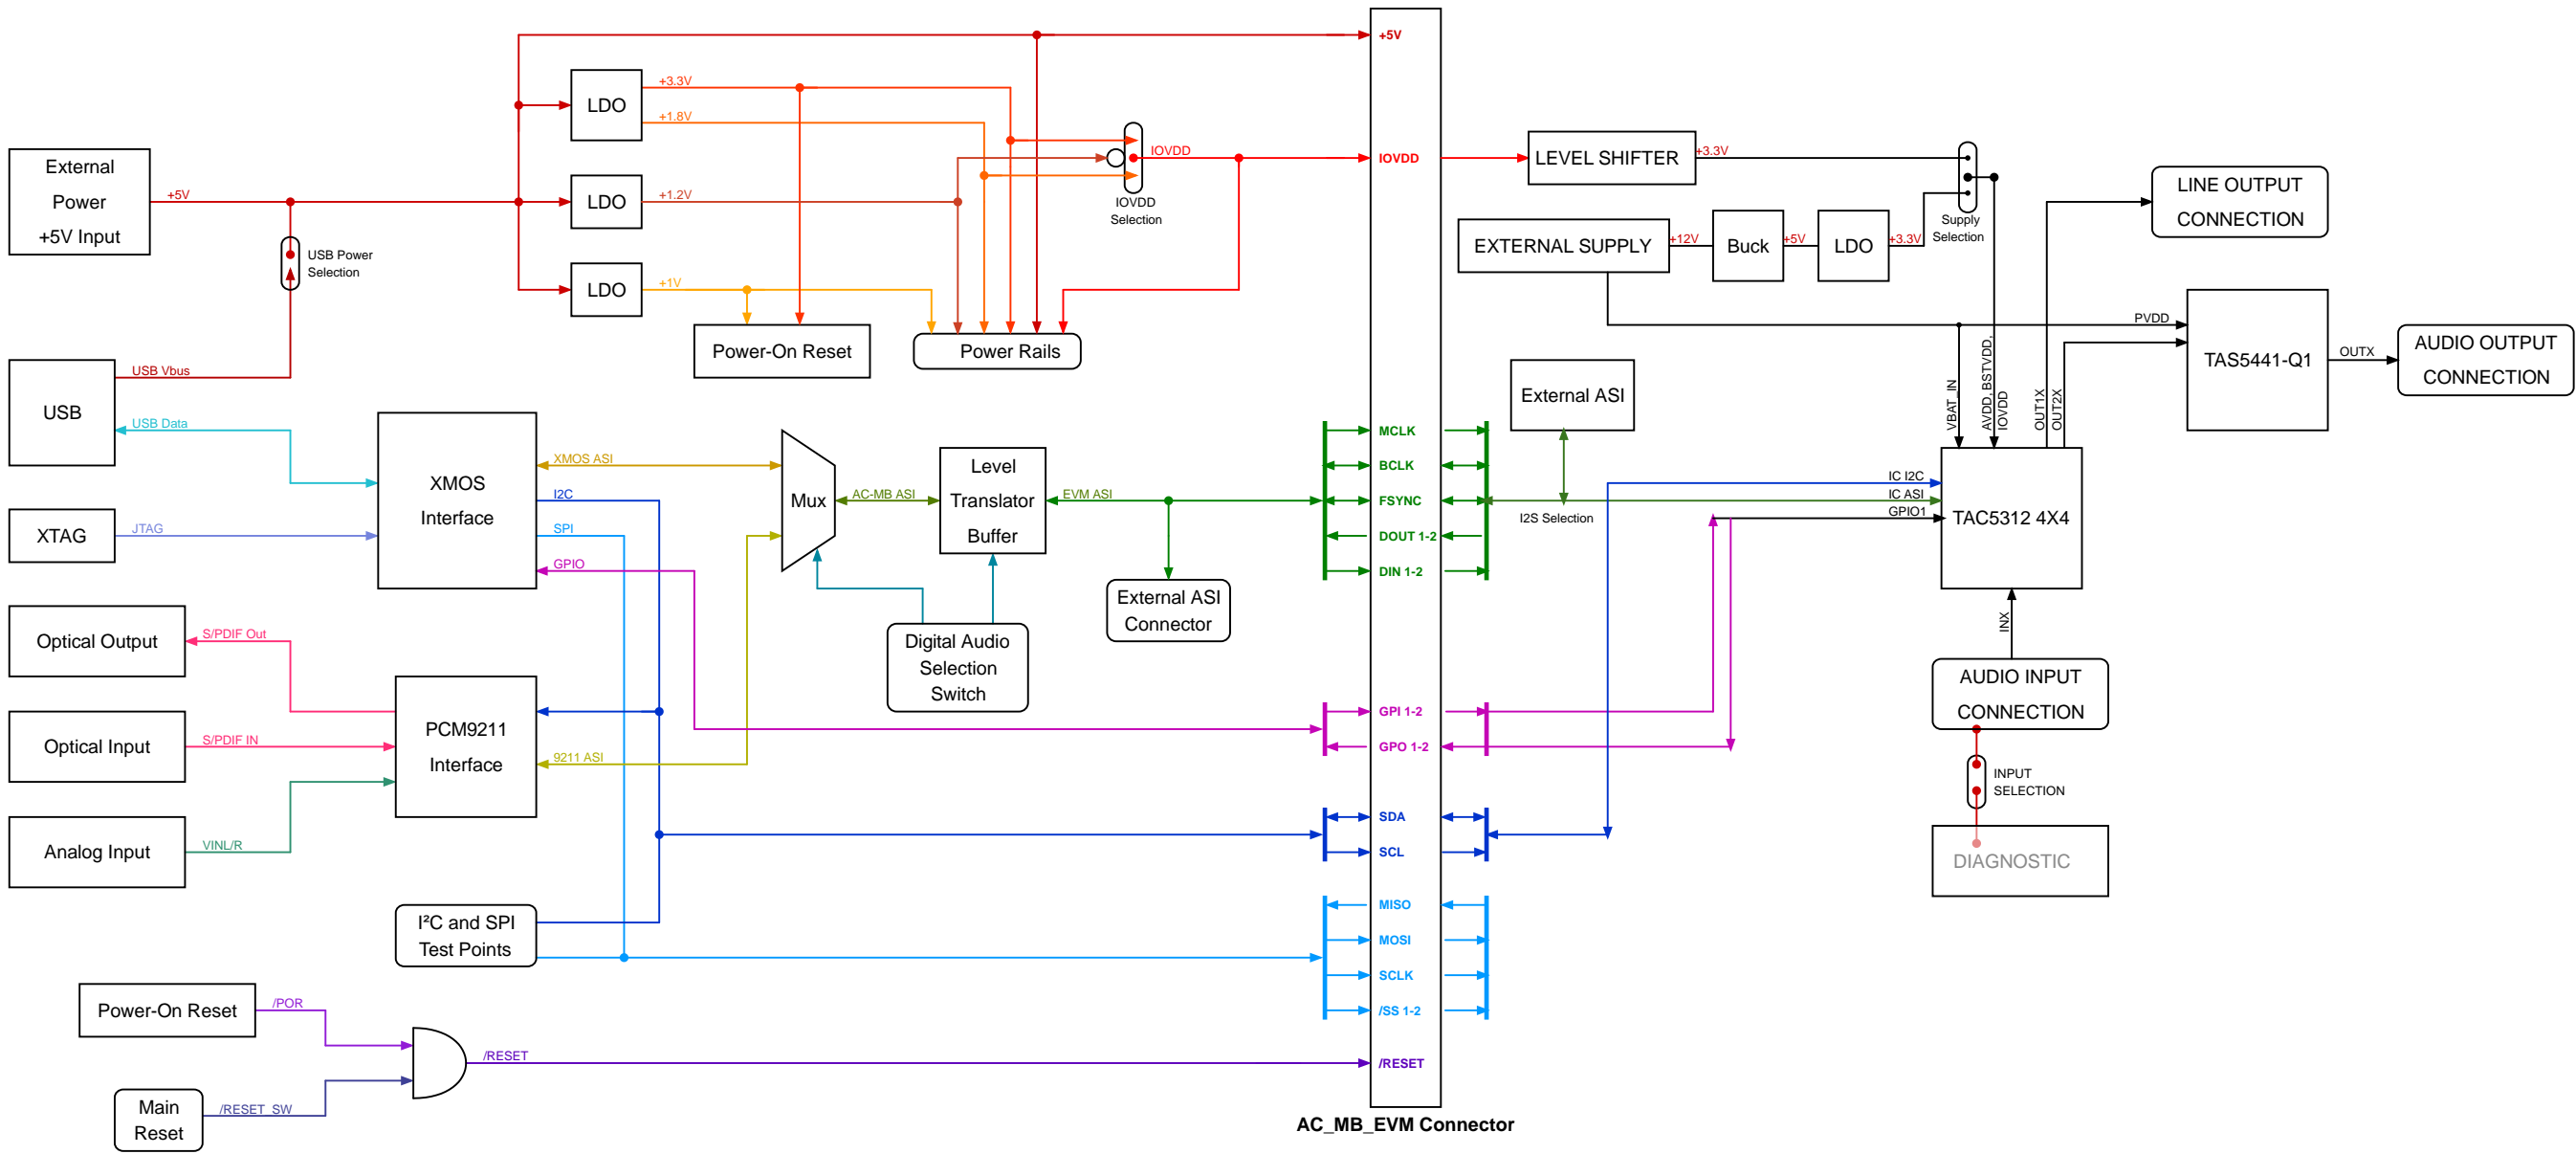 External
Power
+5V Input
+5V
USB Power
Selection
USB
USB Vbus
USB Data
XTAG
JTAG
Optical Output
S/PDIF Out
Optical Input
S/PDIF IN
Analog Input
VINL/R
LDO
+3.3V
+1.8V
LDO
+1.2V
LDO
+1V
Power-On Reset
Power Rails
IOVDD
IOVDD
Selection
XMOS
Interface
XMOS ASI
I2C
SPI
GPIO
PCM9211
Interface
9211 ASI
Mux
AC-MB ASI
Level
Translator
Buffer
EVM ASI
Digital Audio
Selection
Switch
External ASI
Connector
I²C and SPI
Test Points
Power-On Reset
/POR
Main
Reset
/RESET_SW
/RESET
+5V
IOVDD
MCLK
BCLK
FSYNC
DOUT 1-2
DIN 1-2
GPI 1-2
GPO 1-2
SDA
SCL
MISO
MOSI
SCLK
/SS 1-2
/RESET
AC_MB_EVM Connector
LEVEL SHIFTER
+3.3V
EXTERNAL SUPPLY
+12V
Buck
+5V
LDO
+3.3V
Supply
Selection
LINE OUTPUT
CONNECTION
PVDD
TAS5441-Q1
OUTX
AUDIO OUTPUT
CONNECTION
External ASI
I2S Selection
VBAT_IN
AVDD, BSTVDD,
IOVDD
OUT1X
OUT2X
IC I2C
IC ASI
GPIO1
TAC5312 4X4
INX
AUDIO INPUT
CONNECTION
INPUT
SELECTION
DIAGNOSTIC